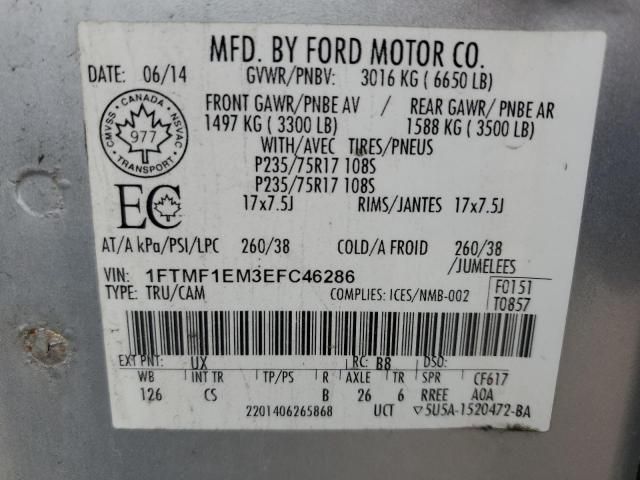 MFD. BY FORD MOTOR CO.
DATE: 06/14 GVWR/PNBV: 3016 KG ( 6650 LB)
FRONT GAWR/PNBE AV / REAR GAWR/ PNBE AR
1497 KG ( 3300 LB) 1588 KG ( 3500 LB)
CMVSS CANADA NSVAC
977
TRANSPORT
WITH/AVEC TIRES/PNEUS
P235/75R17 108S
P235/75R17 108S
EC
17x7.5J RIMS/JANTES 17x7.5J
AT/A kPa/PSI/LPC 260/38 COLD/A FROID 260/38
/JUMELEES
VIN: 1FTMF1EM3EFC46286
TYPE: TRU/CAM COMPLIES: ICES/NMB-002
F0151
T0857
EXT PNT: UX RC: B8 DSO:
WB INT TR TP/PS R AXLE TR SPR CF617
126 CS B 26 6 RREE AOA
2201406265868 UCT ▽5U5A-1520472-BA